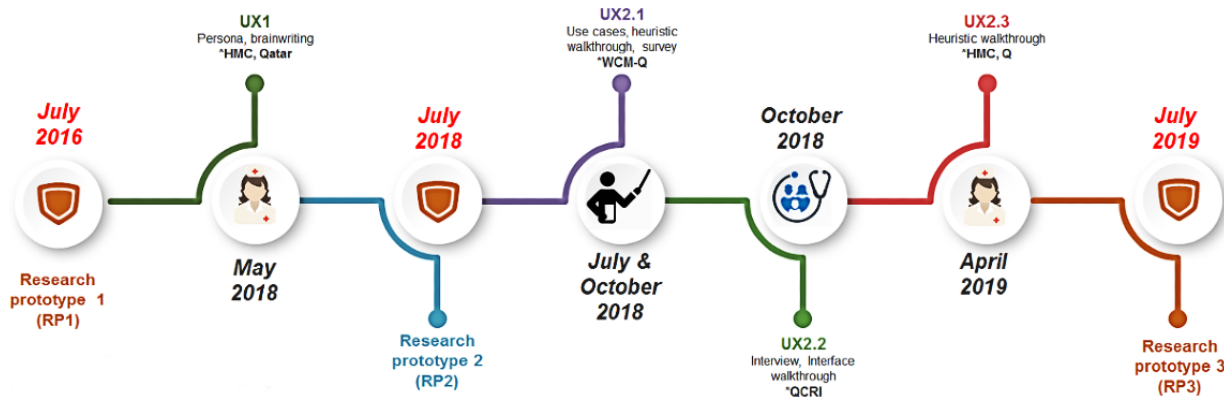 July
2016
Research
prototype 1
(RP1)
UX1
Persona, brainwriting
*HMC, Qatar
May
2018
July
2018
Research
prototype 2
(RP2)
UX2.1
Use cases, heuristic
walkthrough, survey
*WCM-Q
July &
October
2018
October
2018
UX2.2
Interview, Interface
walkthrough
*QCRI
UX2.3
Heuristic walkthrough
*HMC, Q
April
2019
July
2019
Research
prototype 3
(RP3)